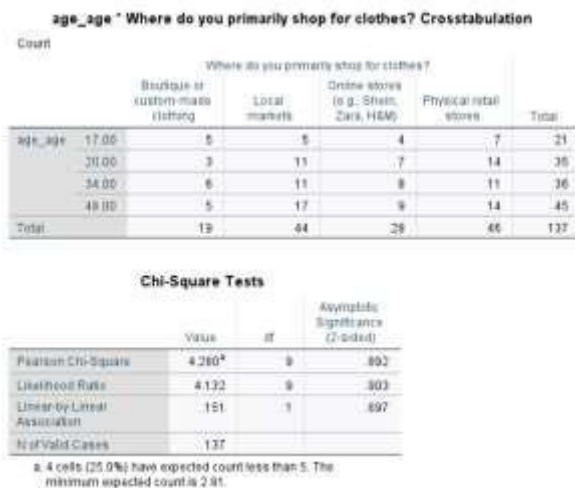 age_age * Where do you primarily shop for clothes? Crosstabulation
Count
Where do you primarily shop for clothes?
Boutique or custom-made clothing Local markets Online stores (e.g. Shein, Zara, H&M) Physical retail stores Total
age_age 17.00 5 5 4 7 21
3 11 7 14 35
34.00 6 11 8 11 36
5 17 9 14 45
Total 19 44 28 46 137
Chi-Square Tests
Value df Asymptotic Significance (2-sided)
Pearson Chi-Square 4.280ª 9 .892
Likelihood Ratio 4.132 9 .903
Linear-by-Linear Association .151 1 .697
N of Valid Cases 137
a. 4 cells (25.0%) have expected count less than 5. The
minimum expected count is 2.91.